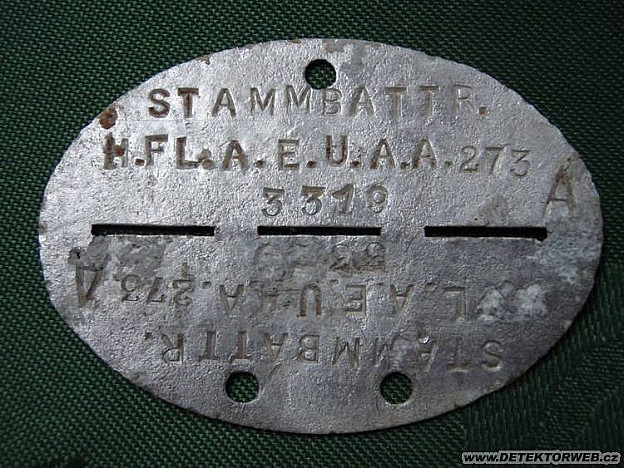 STAMMBATTR.
H.FL.A.E.U.A.A.273
3319 A
A L.A.E.U.A.A.273
STAMMBATTR.
WWW.DETEKTORWEB.CZ